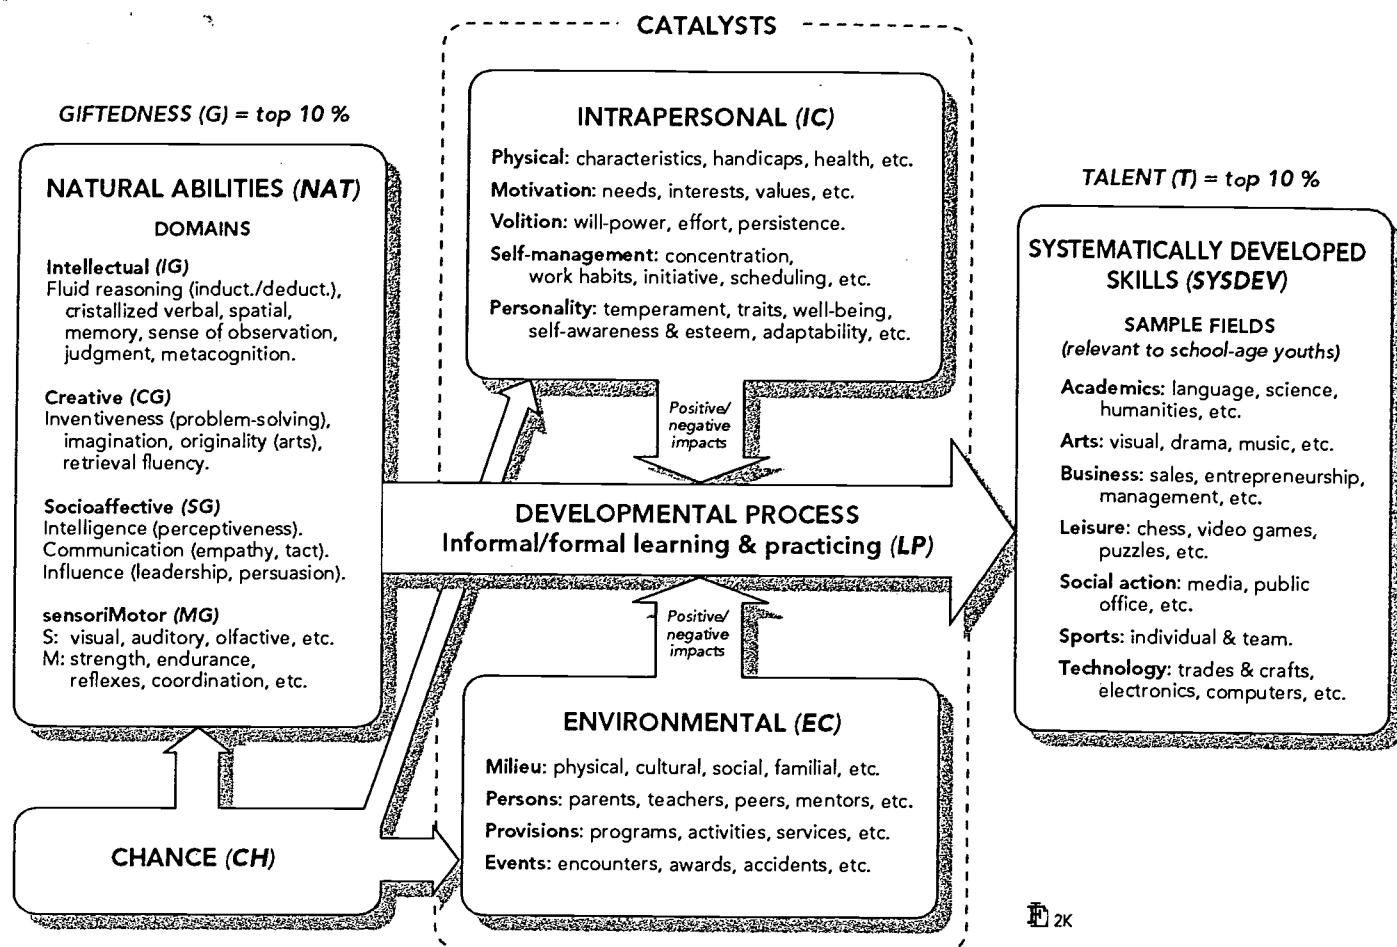 CATALYSTS
GIFTEDNESS (G) = top 10 %
NATURAL ABILITIES (NAT)
DOMAINS
Intellectual (IG)
Fluid reasoning (induct./deduct.),
cristallized verbal, spatial,
memory, sense of observation,
judgment, metacognition.
Creative (CG)
Inventiveness (problem-solving),
imagination, originality (arts),
retrieval fluency.
Socioaffective (SG)
Intelligence (perceptiveness).
Communication (empathy, tact).
Influence (leadership, persuasion).
sensoriMotor (MG)
S: visual, auditory, olfactive, etc.
M: strength, endurance,
reflexes, coordination, etc.
CHANCE (CH)
INTRAPERSONAL (IC)
Physical: characteristics, handicaps, health, etc.
Motivation: needs, interests, values, etc.
Volition: will-power, effort, persistence.
Self-management: concentration,
work habits, initiative, scheduling, etc.
Personality: temperament, traits, well-being,
self-awareness & esteem, adaptability, etc.
Positive/
negative
impacts
DEVELOPMENTAL PROCESS
Informal/formal learning & practicing (LP)
Positive/
negative
impacts
ENVIRONMENTAL (EC)
Milieu: physical, cultural, social, familial, etc.
Persons: parents, teachers, peers, mentors, etc.
Provisions: programs, activities, services, etc.
Events: encounters, awards, accidents, etc.
TALENT (T) = top 10 %
SYSTEMATICALLY DEVELOPED
SKILLS (SYSDEV)
SAMPLE FIELDS
(relevant to school-age youths)
Academics: language, science,
humanities, etc.
Arts: visual, drama, music, etc.
Business: sales, entrepreneurship,
management, etc.
Leisure: chess, video games,
puzzles, etc.
Social action: media, public
office, etc.
Sports: individual & team.
Technology: trades & crafts,
electronics, computers, etc.
2K